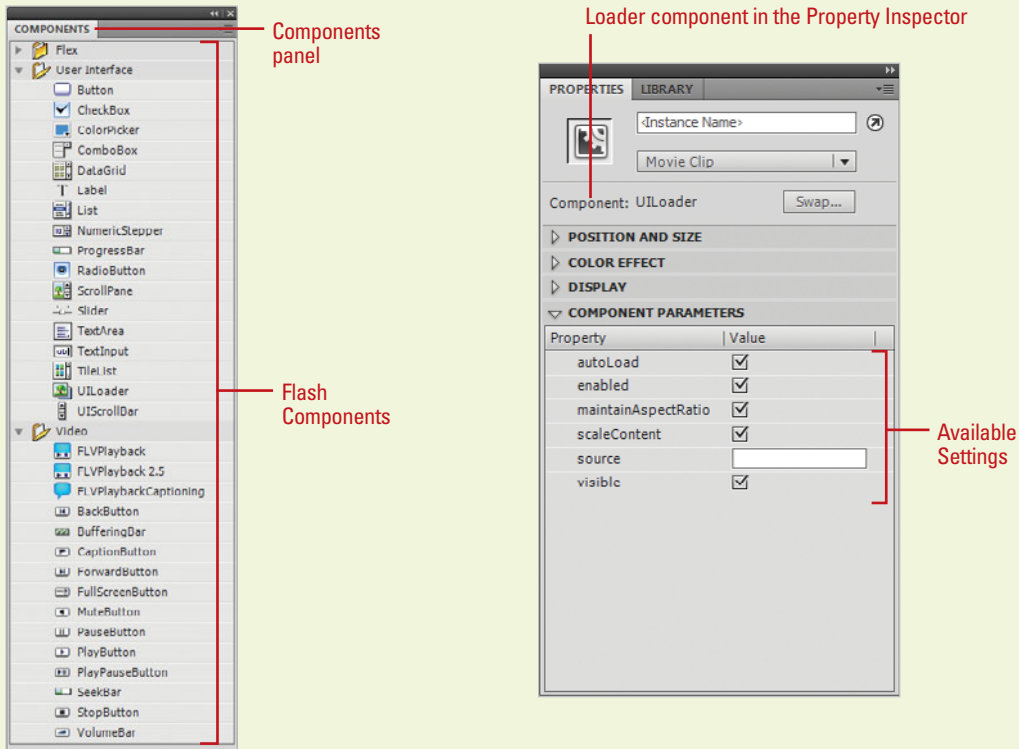 COMPONENTS
Flex
User Interface
Button
CheckBox
ColorPicker
ComboBox
DataGrid
Label
List
NumericStepper
ProgressBar
RadioButton
ScrollPane
Slider
TextArea
TextInput
TileList
UILoader
UIScrollBar
Video
FLVPlayback
FLVPlayback 2.5
FLVPlaybackCaptioning
BackButton
BufferingBar
CaptionButton
ForwardButton
FullScreenButton
MuteButton
PauseButton
PlayButton
PlayPauseButton
SeekBar
StopButton
VolumeBar
Components
panel
Flash
Components
Loader component in the Property Inspector
PROPERTIES LIBRARY
<Instance Name>
Movie Clip
Component: UILoader Swap...
POSITION AND SIZE
COLOR EFFECT
DISPLAY
COMPONENT PARAMETERS
Property Value
autoLoad
enabled
maintainAspectRatio
scaleContent
source
visible
Available
Settings